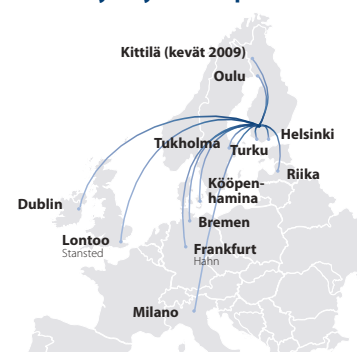 Kittilä (kevät 2009)
Oulu
Helsinki
Tukholma
Turku
Riika
Kööpen-
hamina
Dublin
Bremen
Lontoo
Stansted
Frankfurt
Hahn
Milano